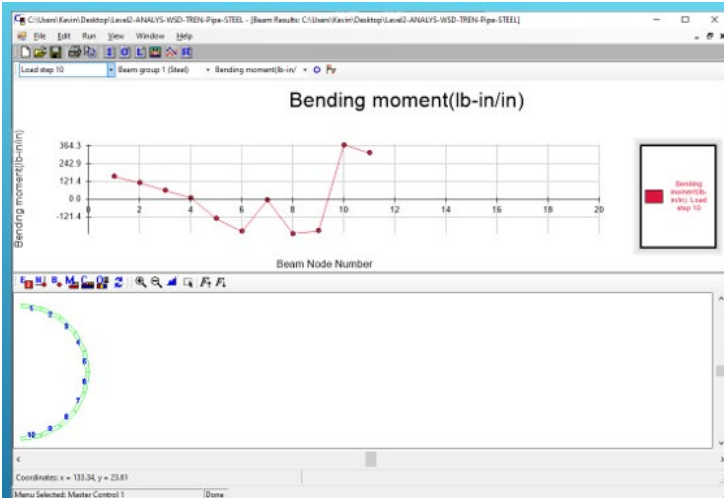 C:\Users\Kevin\Desktop\Level2-ANALYS-WSD-TREN-Pipe-STEEL - [Beam Results: C:\Users\Kevin\Desktop\Level2-ANALYS-WSD-TREN-Pipe-STEEL]
File Edit Run View Window Help
Load step 10 Beam group 1 (Steel) Bending moment(lb-in/
Bending moment(lb-in/in)
Bending moment(lb-in/in)
364.3
242.9
121.4
0.0
-121.4
0 2 4 6 8 10 12 14 16 18 20
Beam Node Number
Bending
moment(lb-
in/in) Load
step 10
1
2
3
4
5
6
7
8
9
10
Coordinates: x = 133.34, y = 23.61
Menu Selected: Master Control 1 Done